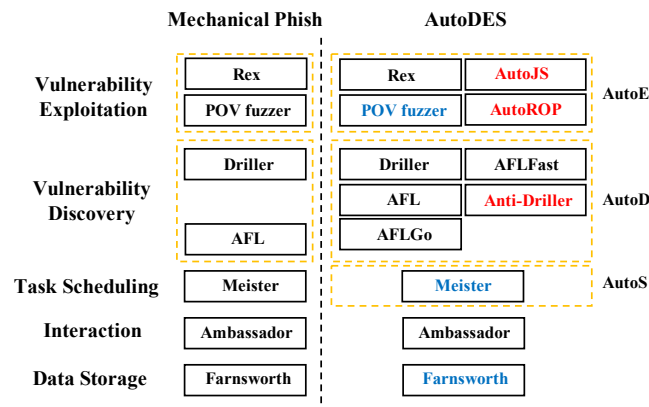 Mechanical Phish AutoDES
Vulnerability
Exploitation
Rex Rex AutoJS
POV fuzzer POV fuzzer AutoROP
AutoE
Vulnerability
Discovery
Driller Driller AFLFast
AFL AFL Anti-Driller
AFLGo
AutoD
Task Scheduling Meister Meister AutoS
Interaction Ambassador Ambassador
Data Storage Farnsworth Farnsworth